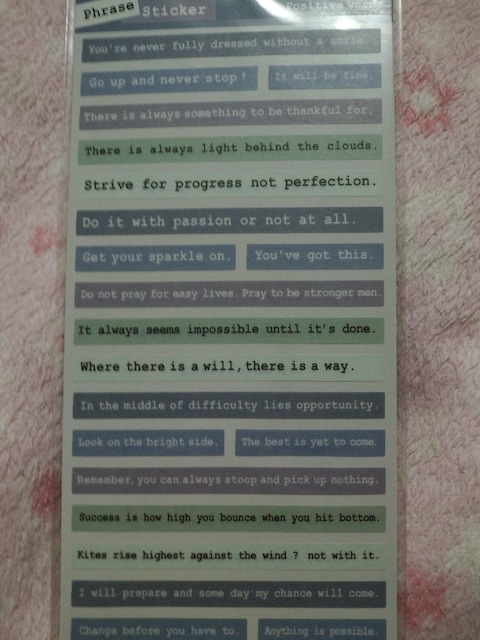 Phrase Sticker Positive words
You're never fully dressed without a smile.
Go up and never stop! It will be fine.
There is always something to be thankful for.
There is always light behind the clouds.
Strive for progress not perfection.
Do it with passion or not at all.
Get your sparkle on. You've got this.
Do not pray for easy lives. Pray to be stronger men.
It always seems impossible until it's done.
Where there is a will, there is a way.
In the middle of difficulty lies opportunity.
Look on the bright side. The best is yet to come.
Remember, you can always stoop and pick up nothing.
Success is how high you bounce when you hit bottom.
Kites rise highest against the wind ? not with it.
I will prepare and some day my chance will come.
Change before you have to. Anything is possible.